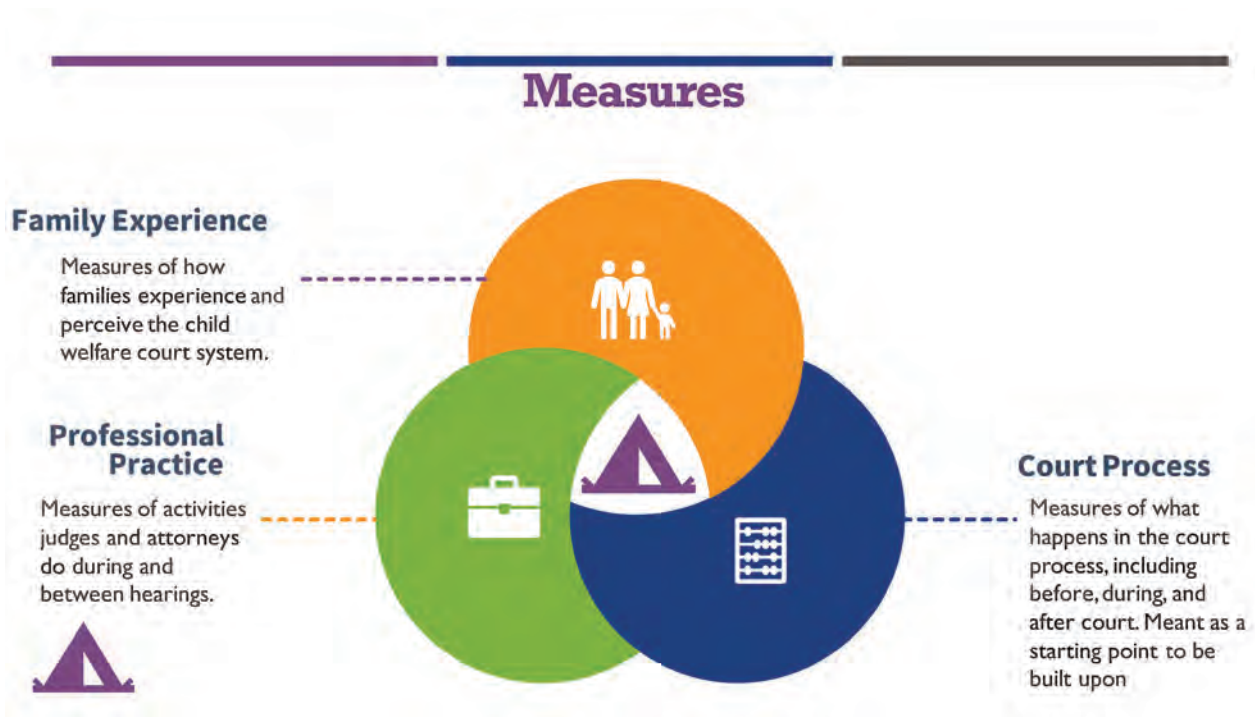 Measures
Family Experience
Measures of how
families experience and
perceive the child
welfare court system.
Professional
Practice
Measures of activities
judges and attorneys
do during and
between hearings.
Court Process
Measures of what
happens in the court
process, including
before, during, and
after court. Meant as a
starting point to be
built upon